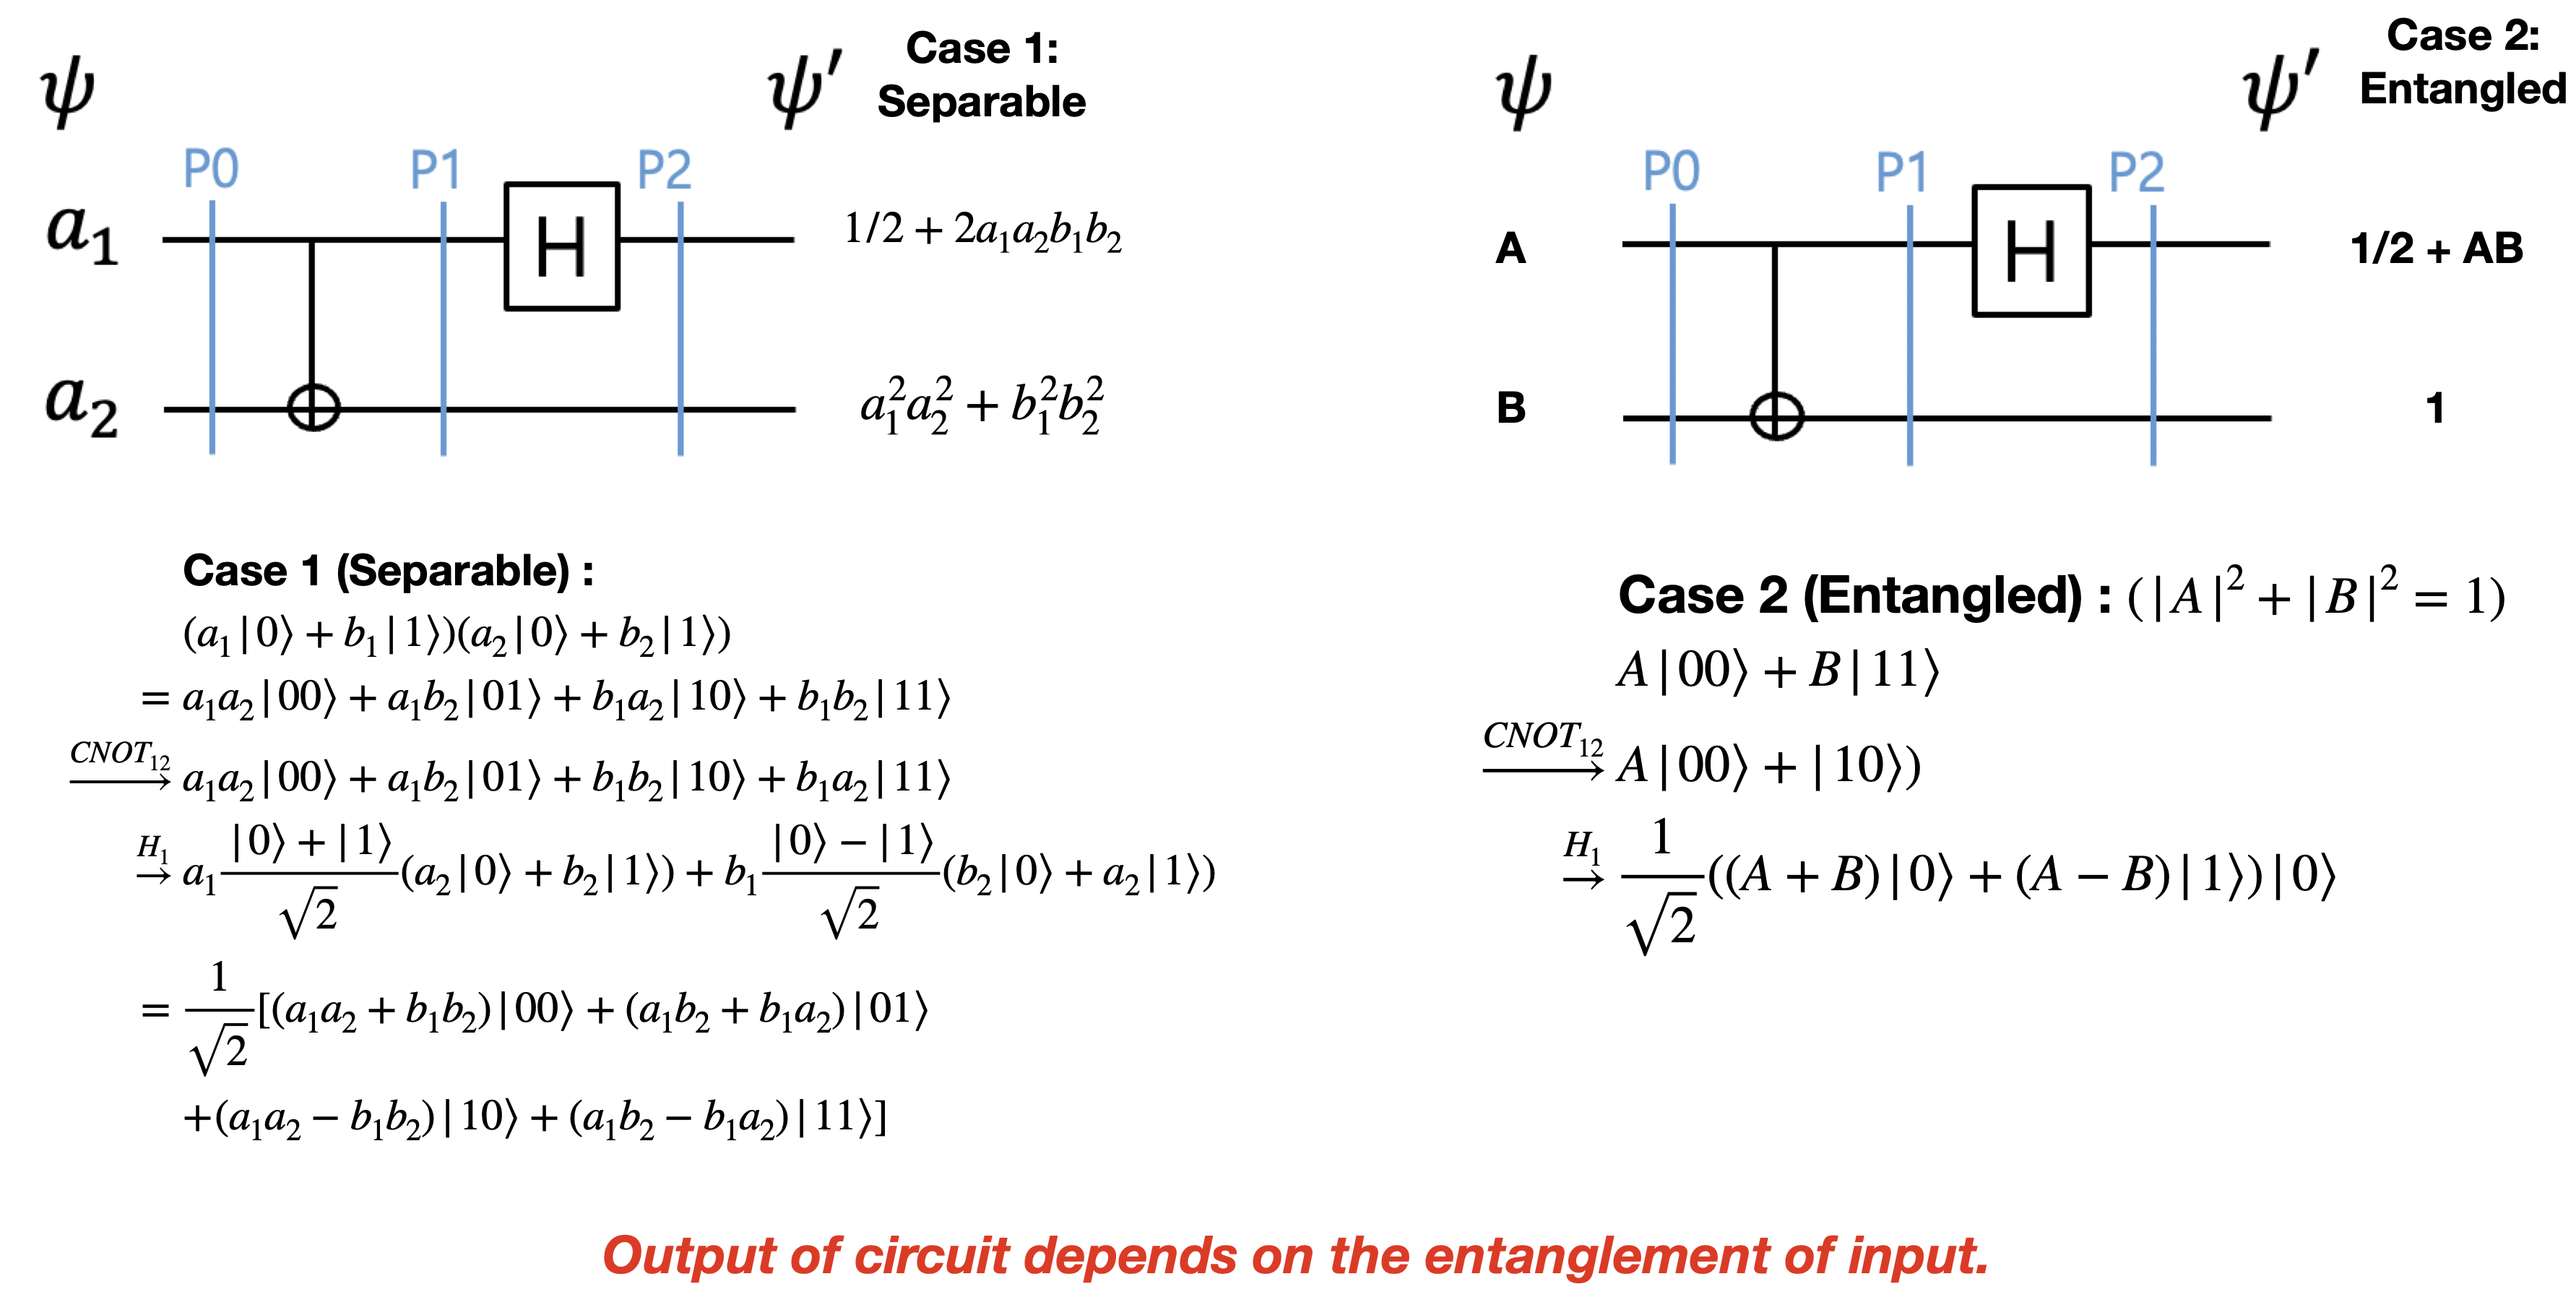 ψ
ψ′
Case 1:
Separable
P0
P1
P2
a₁
H
1/2 + 2a₁a₂b₁b₂
a₂
a₁²a₂² + b₁²b₂²
Case 1 (Separable) :
(a₁|0⟩ + b₁|1⟩)(a₂|0⟩ + b₂|1⟩)
= a₁a₂|00⟩ + a₁b₂|01⟩ + b₁a₂|10⟩ + b₁b₂|11⟩
CNOT₁₂→ a₁a₂|00⟩ + a₁b₂|01⟩ + b₁b₂|10⟩ + b₁a₂|11⟩
H₁→ a₁ (|0⟩ + |1⟩)/√2 (a₂|0⟩ + b₂|1⟩) + b₁ (|0⟩ − |1⟩)/√2 (b₂|0⟩ + a₂|1⟩)
= 1/√2 [(a₁a₂ + b₁b₂)|00⟩ + (a₁b₂ + b₁a₂)|01⟩
+(a₁a₂ − b₁b₂)|10⟩ + (a₁b₂ − b₁a₂)|11⟩]
ψ
ψ′
Case 2:
Entangled
P0
P1
P2
A
H
1/2 + AB
B
1
Case 2 (Entangled) : (|A|² + |B|² = 1)
A|00⟩ + B|11⟩
CNOT₁₂→ A|00⟩ + |10⟩)
H₁→ 1/√2 ((A + B)|0⟩ + (A − B)|1⟩)|0⟩
Output of circuit depends on the entanglement of input.